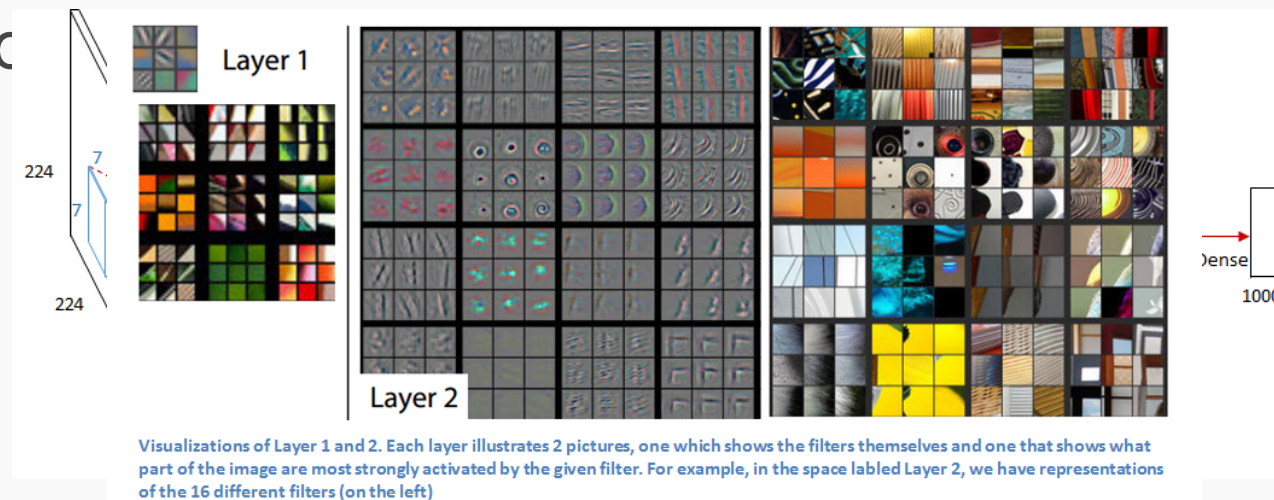 Layer 1
7
224
7
224
Layer 2
Dense
1000
Visualizations of Layer 1 and 2. Each layer illustrates 2 pictures, one which shows the filters themselves and one that shows what
part of the image are most strongly activated by the given filter. For example, in the space labled Layer 2, we have representations
of the 16 different filters (on the left)